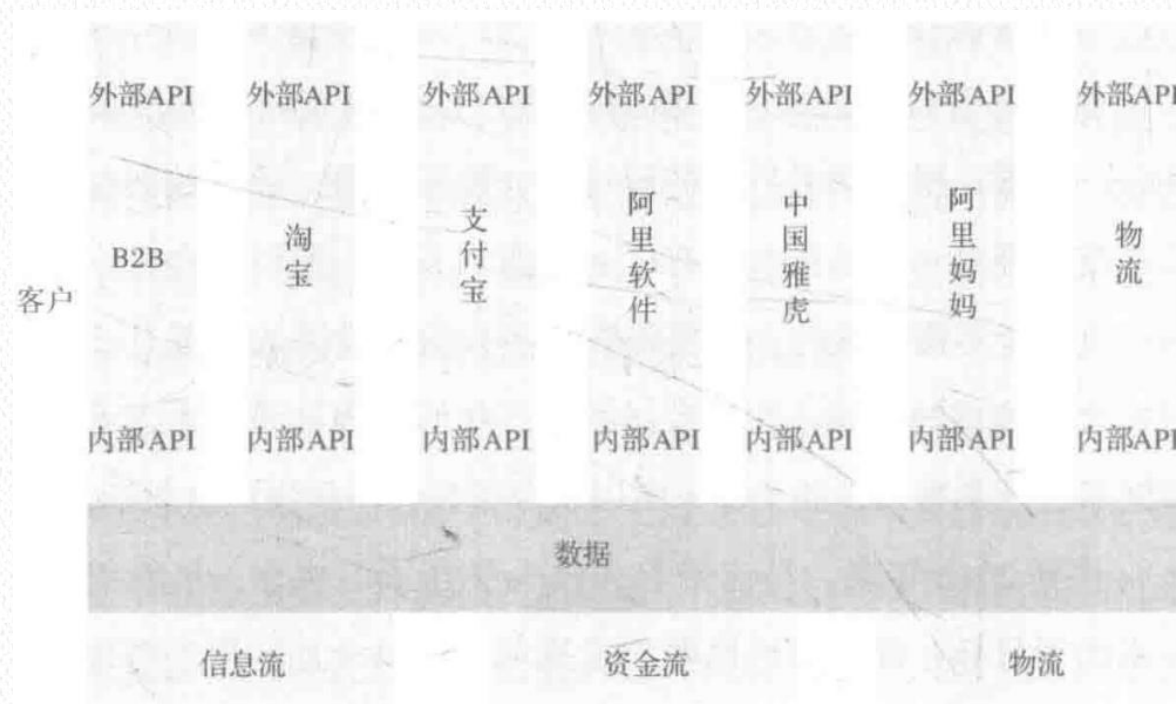 外部API 外部API 外部API 外部API 外部API 外部API 外部API
B2B
淘宝
支付宝
阿里软件
中国雅虎
阿里妈妈
物流
客户
内部API 内部API 内部API 内部API 内部API 内部API 内部API
数据
信息流 资金流 物流